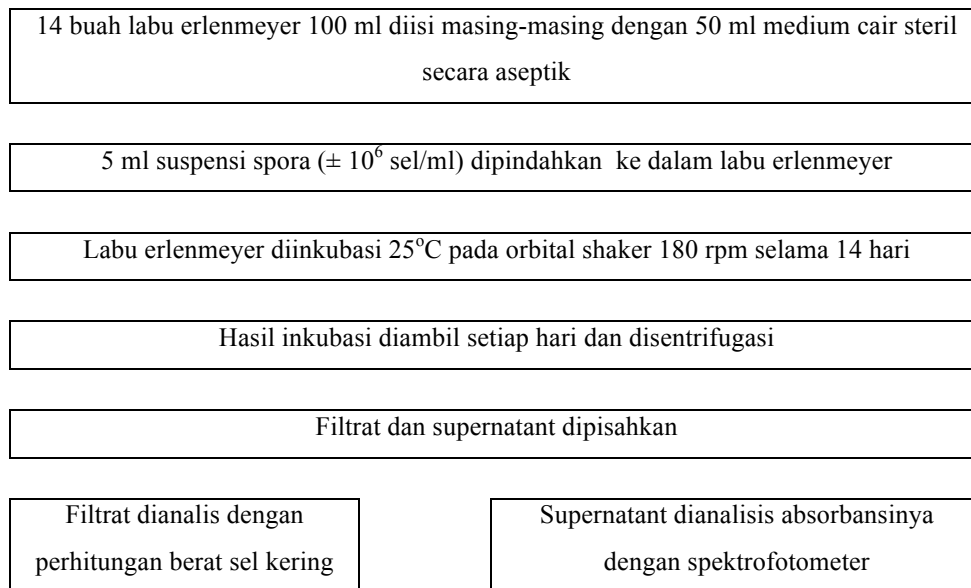 14 buah labu erlenmeyer 100 ml diisi masing-masing dengan 50 ml medium cair steril
secara aseptik
5 ml suspensi spora (± 10⁶ sel/ml) dipindahkan ke dalam labu erlenmeyer
Labu erlenmeyer diinkubasi 25°C pada orbital shaker 180 rpm selama 14 hari
Hasil inkubasi diambil setiap hari dan disentrifugasi
Filtrat dan supernatant dipisahkan
Filtrat dianalis dengan
perhitungan berat sel kering
Supernatant dianalisis absorbansinya
dengan spektrofotometer